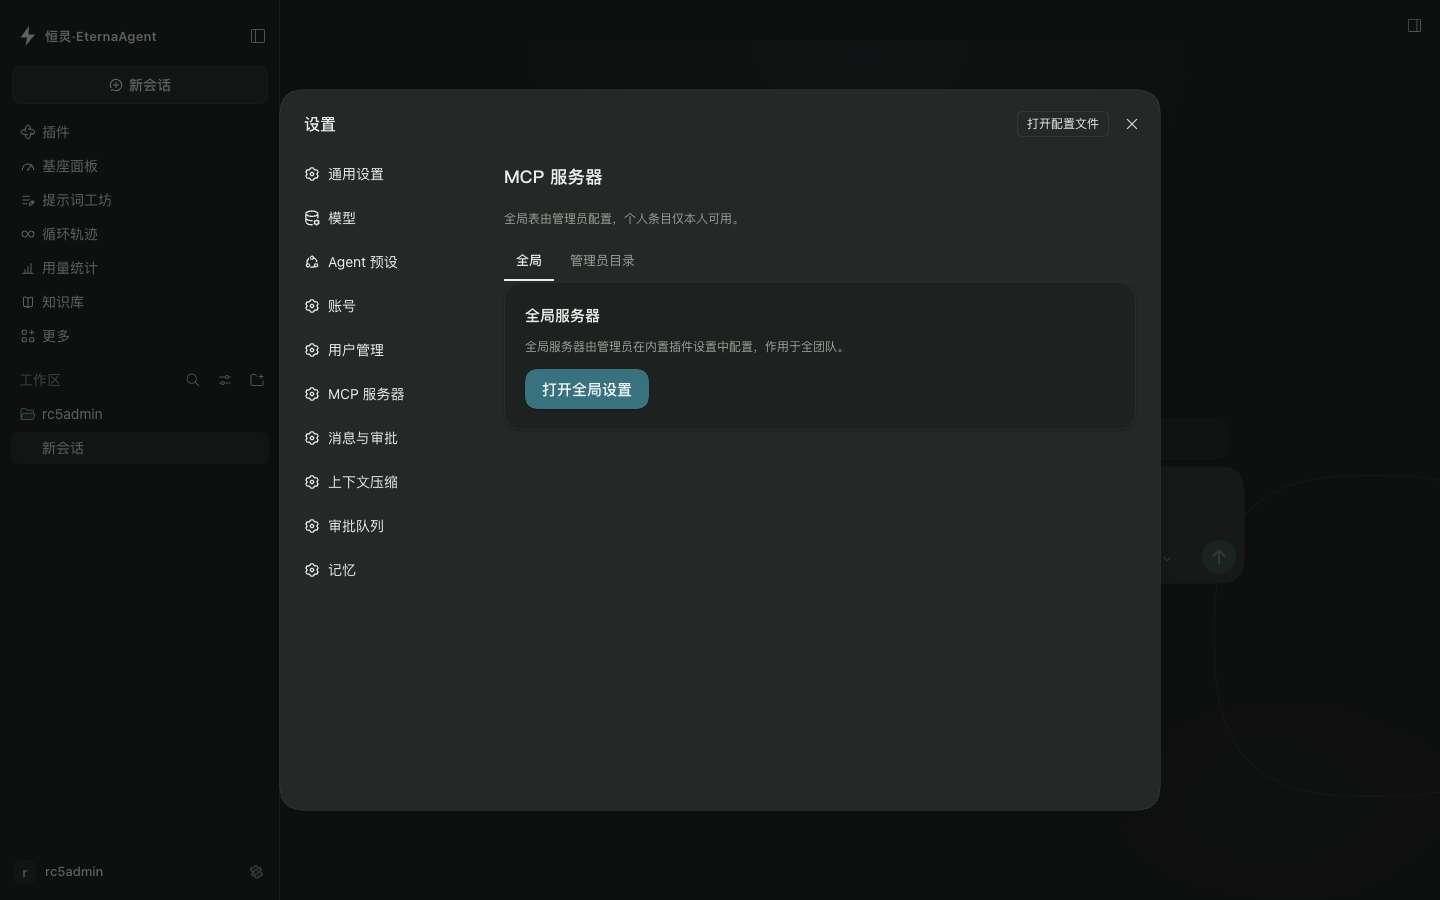 恒灵·EternaAgent
新会话
插件
基座面板
提示词工坊
循环轨迹
用量统计
知识库
更多
工作区
rc5admin
新会话
r
rc5admin
设置
打开配置文件
通用设置
模型
Agent 预设
账号
用户管理
MCP 服务器
消息与审批
上下文压缩
审批队列
记忆
MCP 服务器
全局表由管理员配置，个人条目仅本人可用。
全局
管理员目录
全局服务器
全局服务器由管理员在内置插件设置中配置，作用于全团队。
打开全局设置